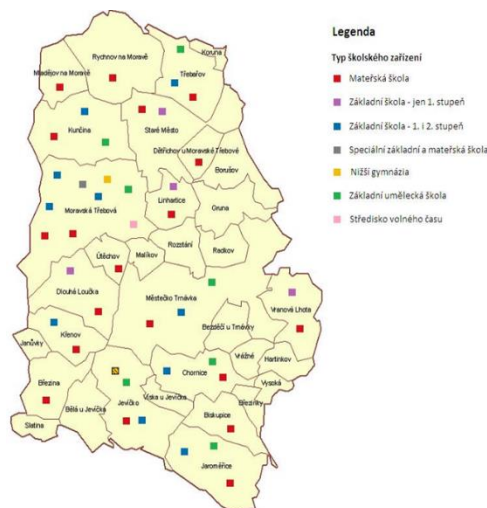 Legenda
Typ školského zařízení
Mateřská škola
Základní škola - jen 1. stupeň
Základní škola - 1. i 2. stupeň
Speciální základní a mateřská škola
Nižší gymnázia
Základní umělecká škola
Středisko volného času
Koruna
Rychnov na Moravě
Mladějov na Moravě
Třebařov
Kunčina
Staré Město
Dětřichov u Moravské Třebové
Borušov
Linhartice
Gruna
Moravská Třebová
Rozstání
Radkov
Útěchov
Malíkov
Dlouhá Loučka
Městečko Trnávka
Vranová Lhota
Bezděčí u Trnávky
Křenov
Janůvky
Vrážné
Hartinkov
Chornice
Vysoká
Březina
Bělá u Jevíčka
Jevíčko
Víska u Jevíčka
Březinky
Biskupice
Slatina
Jaroměřice